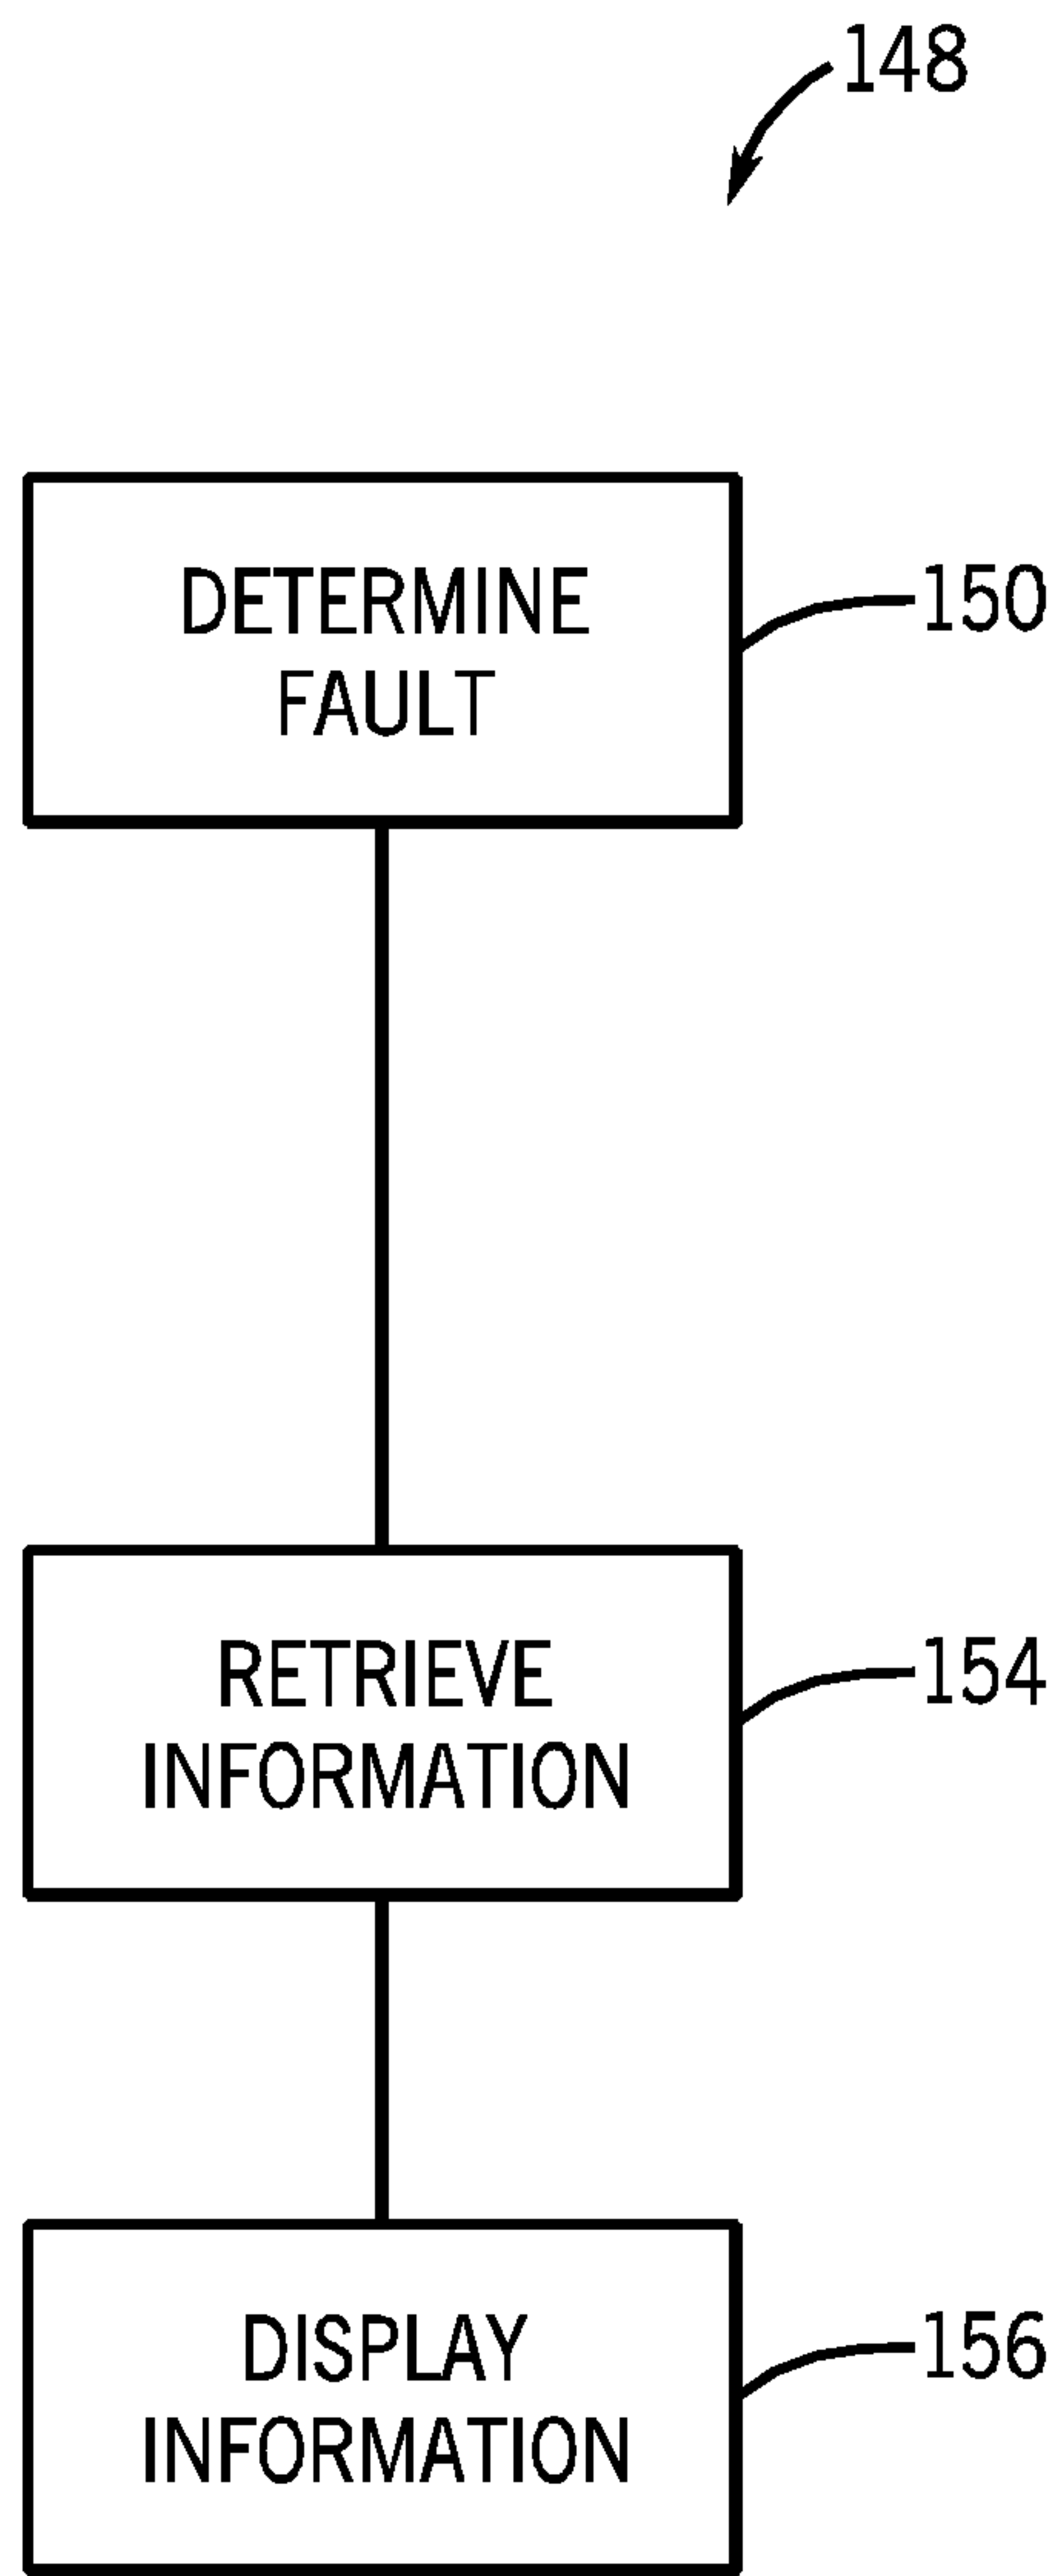 148
DETERMINE
FAULT
150
RETRIEVE
INFORMATION
154
DISPLAY
INFORMATION
156